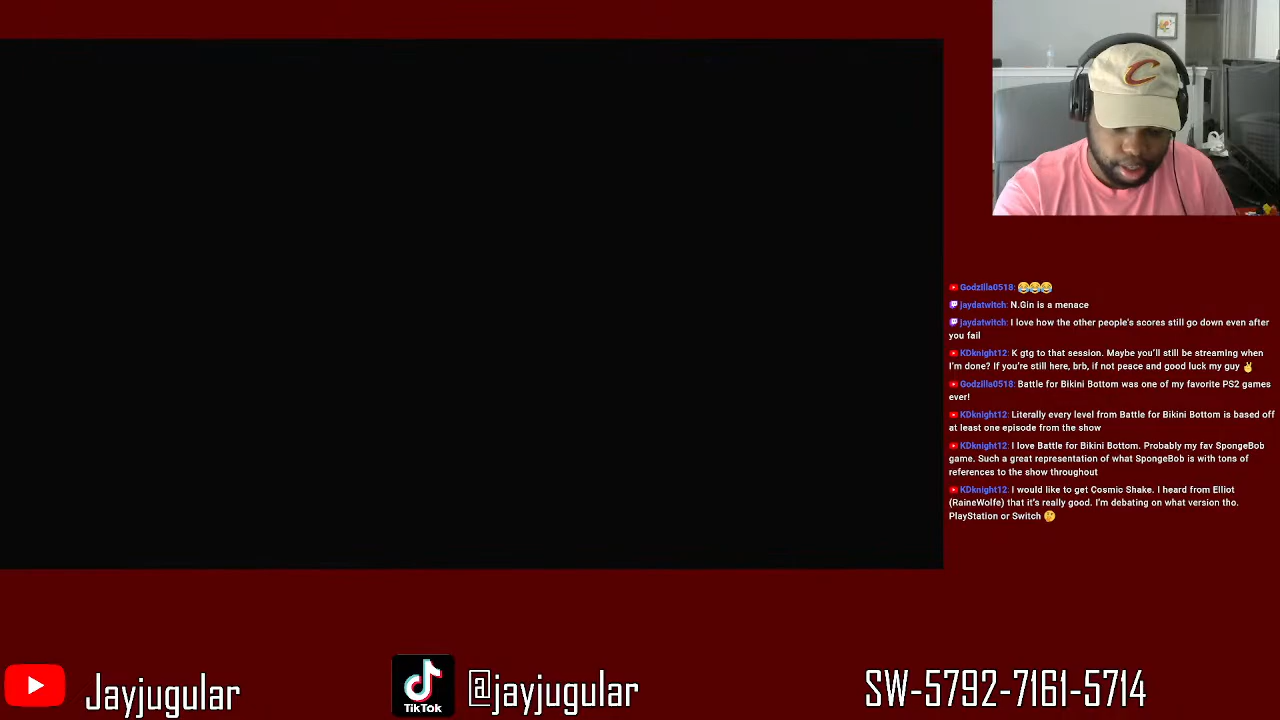 C
Godzilla0518: 😂😂😂
jaydatwitch: N.Gin is a menace
jaydatwitch: I love how the other people's scores still go down even after
you fail
KDknight12: K gtg to that session. Maybe you'll still be streaming when
I'm done? If you're still here, brb, if not peace and good luck my guy ✌️
Godzilla0518: Battle for Bikini Bottom was one of my favorite PS2 games
ever!
KDknight12: Literally every level from Battle for Bikini Bottom is based off
at least one episode from the show
KDknight12: I love Battle for Bikini Bottom. Probably my fav SpongeBob
game. Such a great representation of what SpongeBob is with tons of
references to the show throughout
KDknight12: I would like to get Cosmic Shake. I heard from Elliot
(RaineWolfe) that it's really good. I'm debating on what version tho.
PlayStation or Switch 🤔
Jayjugular
TikTok
@jayjugular
SW-5792-7161-5714